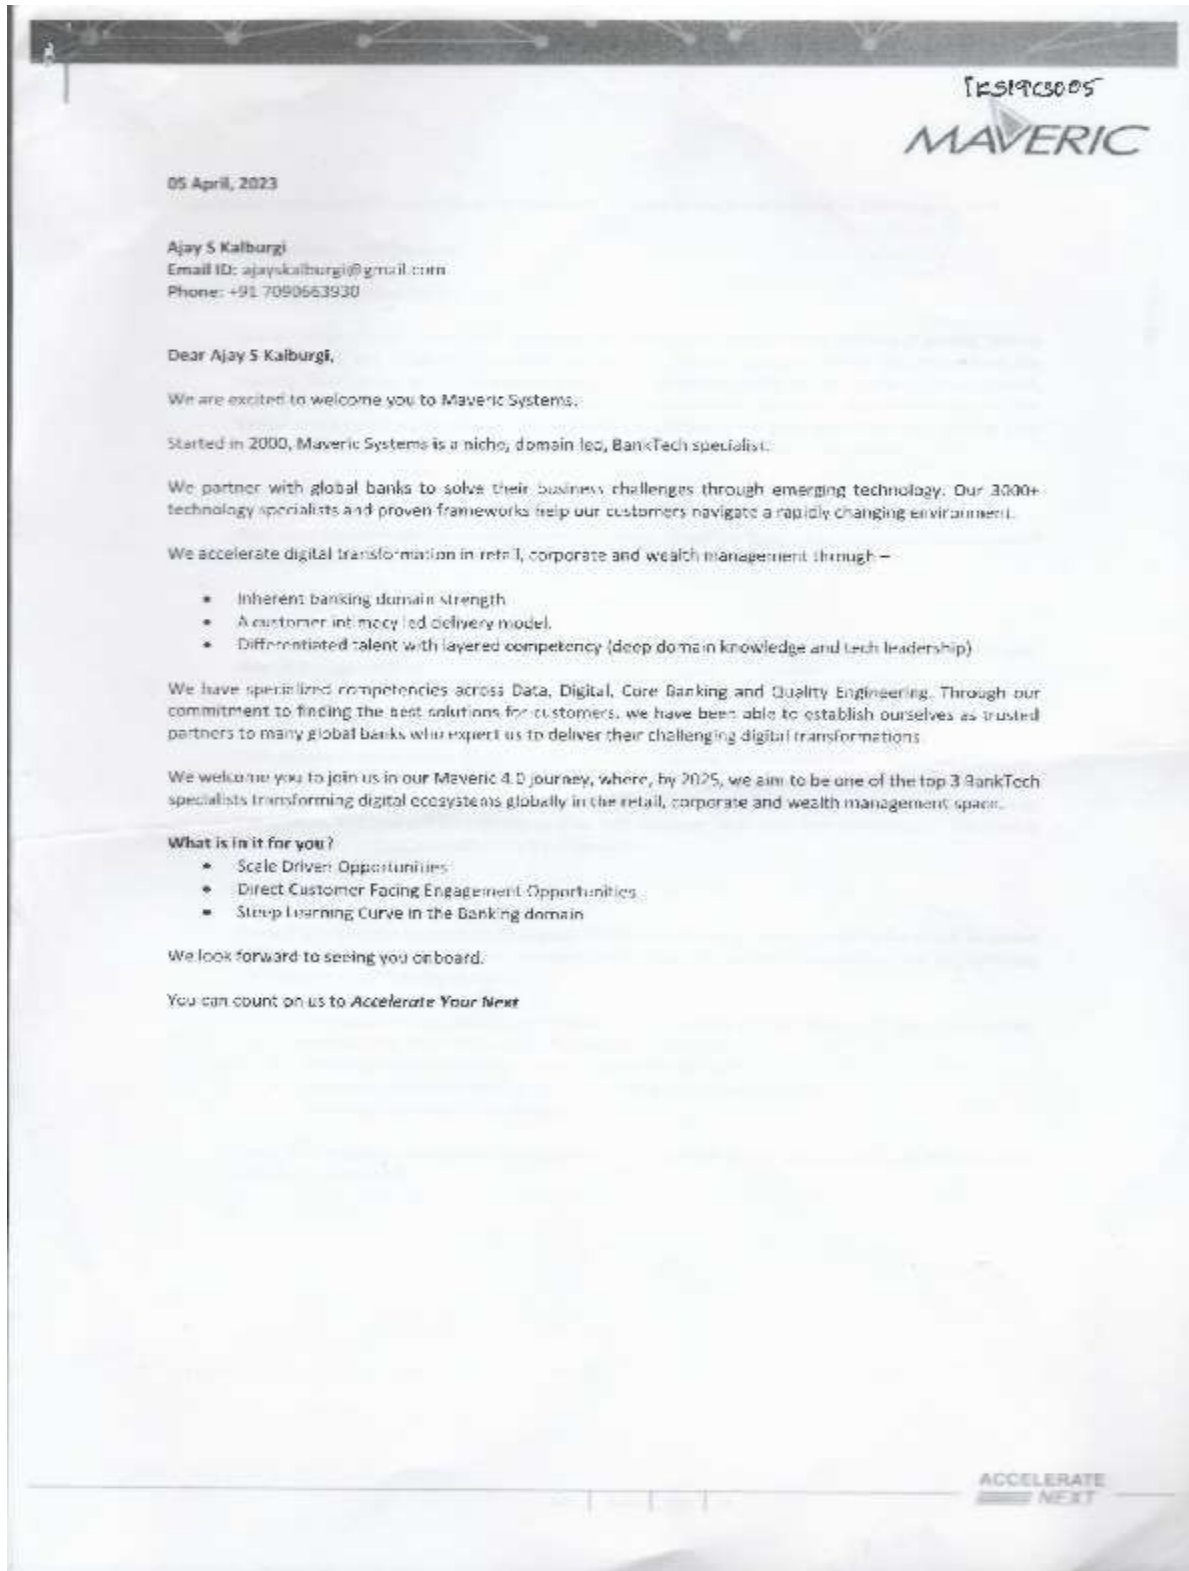 1KS19CS005
MAVERIC
05 April, 2023
Ajay S Kalburgi
Email ID: ajayskalburgi@gmail.com
Phone: +91 7090663930
Dear Ajay S Kalburgi,
We are excited to welcome you to Maveric Systems.
Started in 2000, Maveric Systems is a niche, domain led, BankTech specialist.
We partner with global banks to solve their business challenges through emerging technology. Our 3000+
technology specialists and proven frameworks help our customers navigate a rapidly changing environment.
We accelerate digital transformation in retail, corporate and wealth management through –
• Inherent banking domain strength
• A customer intimacy led delivery model.
• Differentiated talent with layered competency (deep domain knowledge and tech leadership)
We have specialized competencies across Data, Digital, Core Banking and Quality Engineering. Through our
commitment to finding the best solutions for customers, we have been able to establish ourselves as trusted
partners to many global banks who expect us to deliver their challenging digital transformations
We welcome you to join us in our Maveric 4.0 journey, where, by 2025, we aim to be one of the top 3 BankTech
specialists transforming digital ecosystems globally in the retail, corporate and wealth management space.
What is in it for you?
• Scale Driven Opportunities
• Direct Customer Facing Engagement Opportunities
• Steep Learning Curve in the Banking domain
We look forward to seeing you onboard.
You can count on us to Accelerate Your Next
ACCELERATE
NEXT